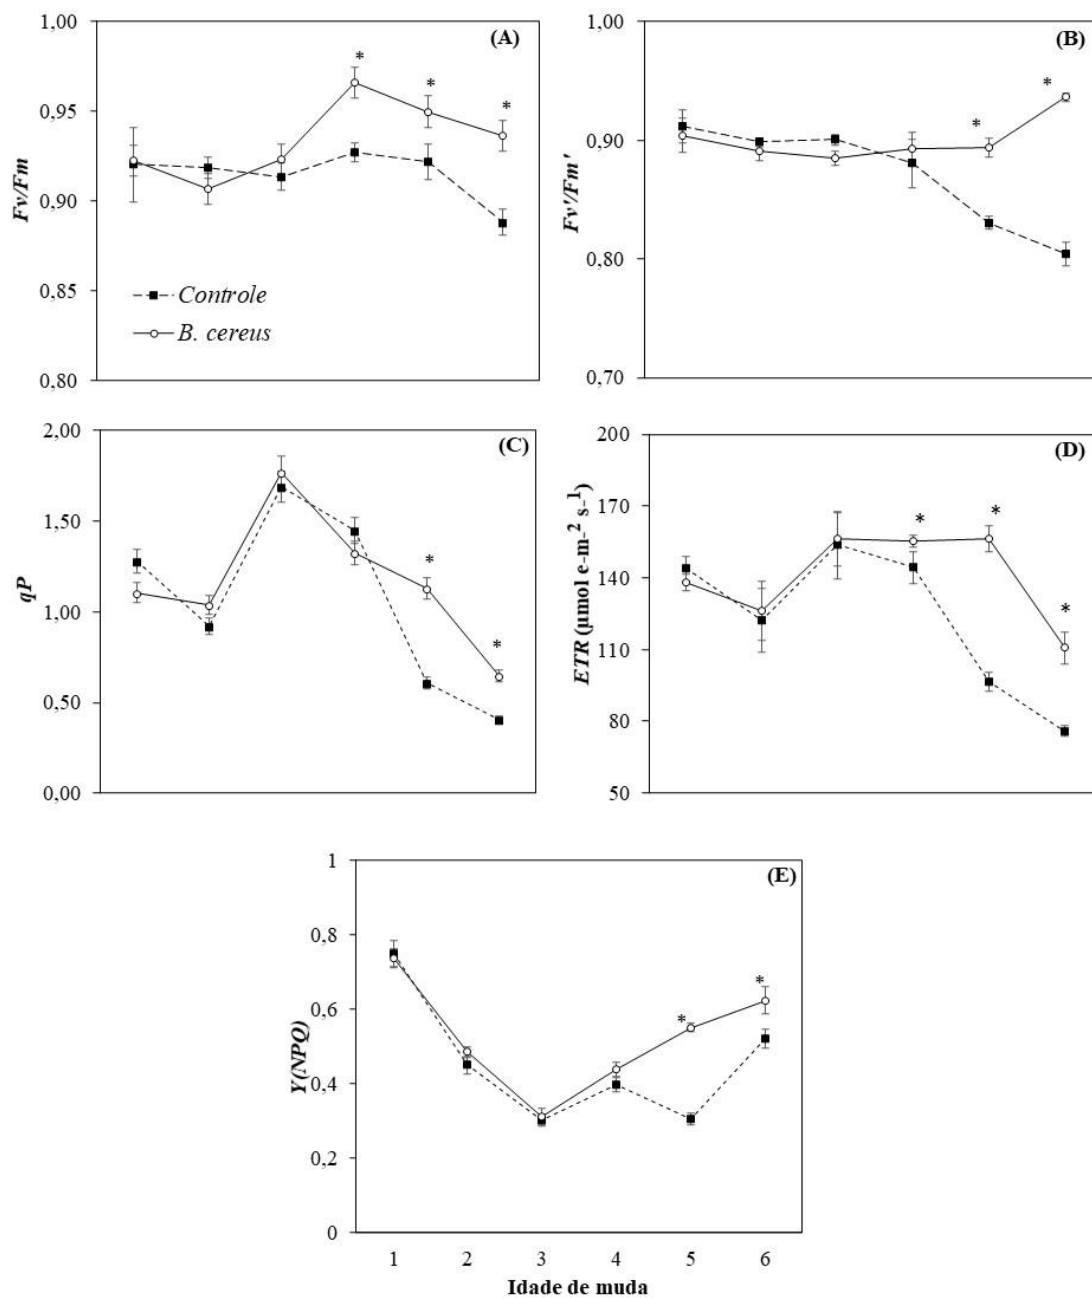 1,00
0,95
0,90
0,85
0,80
Fv/Fm
(A)
*
*
*
Controle
B. cereus
1,00
0,90
0,80
0,70
Fv'/Fm'
(B)
*
*
2,00
1,50
1,00
0,50
0,00
qP
(C)
*
*
200
170
140
110
80
50
ETR (µmol e-m-² s-¹)
(D)
*
*
*
1
0,8
0,6
0,4
0,2
0
Y(NPQ)
(E)
*
*
1 2 3 4 5 6
Idade de muda